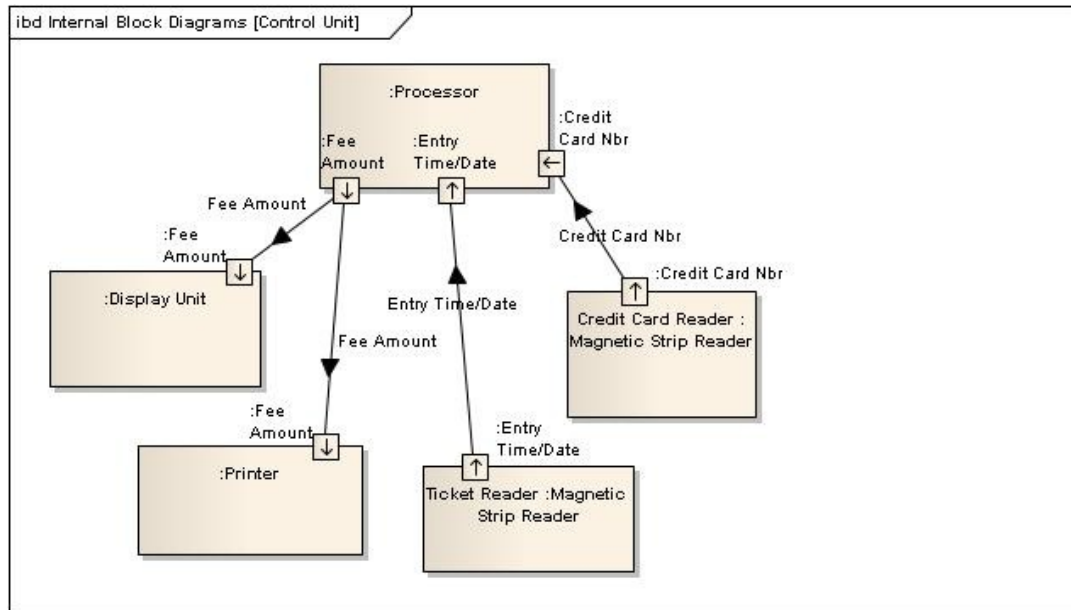 ibd Internal Block Diagrams [Control Unit]
:Processor
:Credit
Card Nbr
:Fee
Amount
:Entry
Time/Date
Fee Amount
:Fee
Amount
Credit Card Nbr
:Credit Card Nbr
:Display Unit
Entry Time/Date
Credit Card Reader :
Magnetic Strip Reader
Fee Amount
:Fee
Amount
:Entry
Time/Date
:Printer
Ticket Reader :Magnetic
Strip Reader